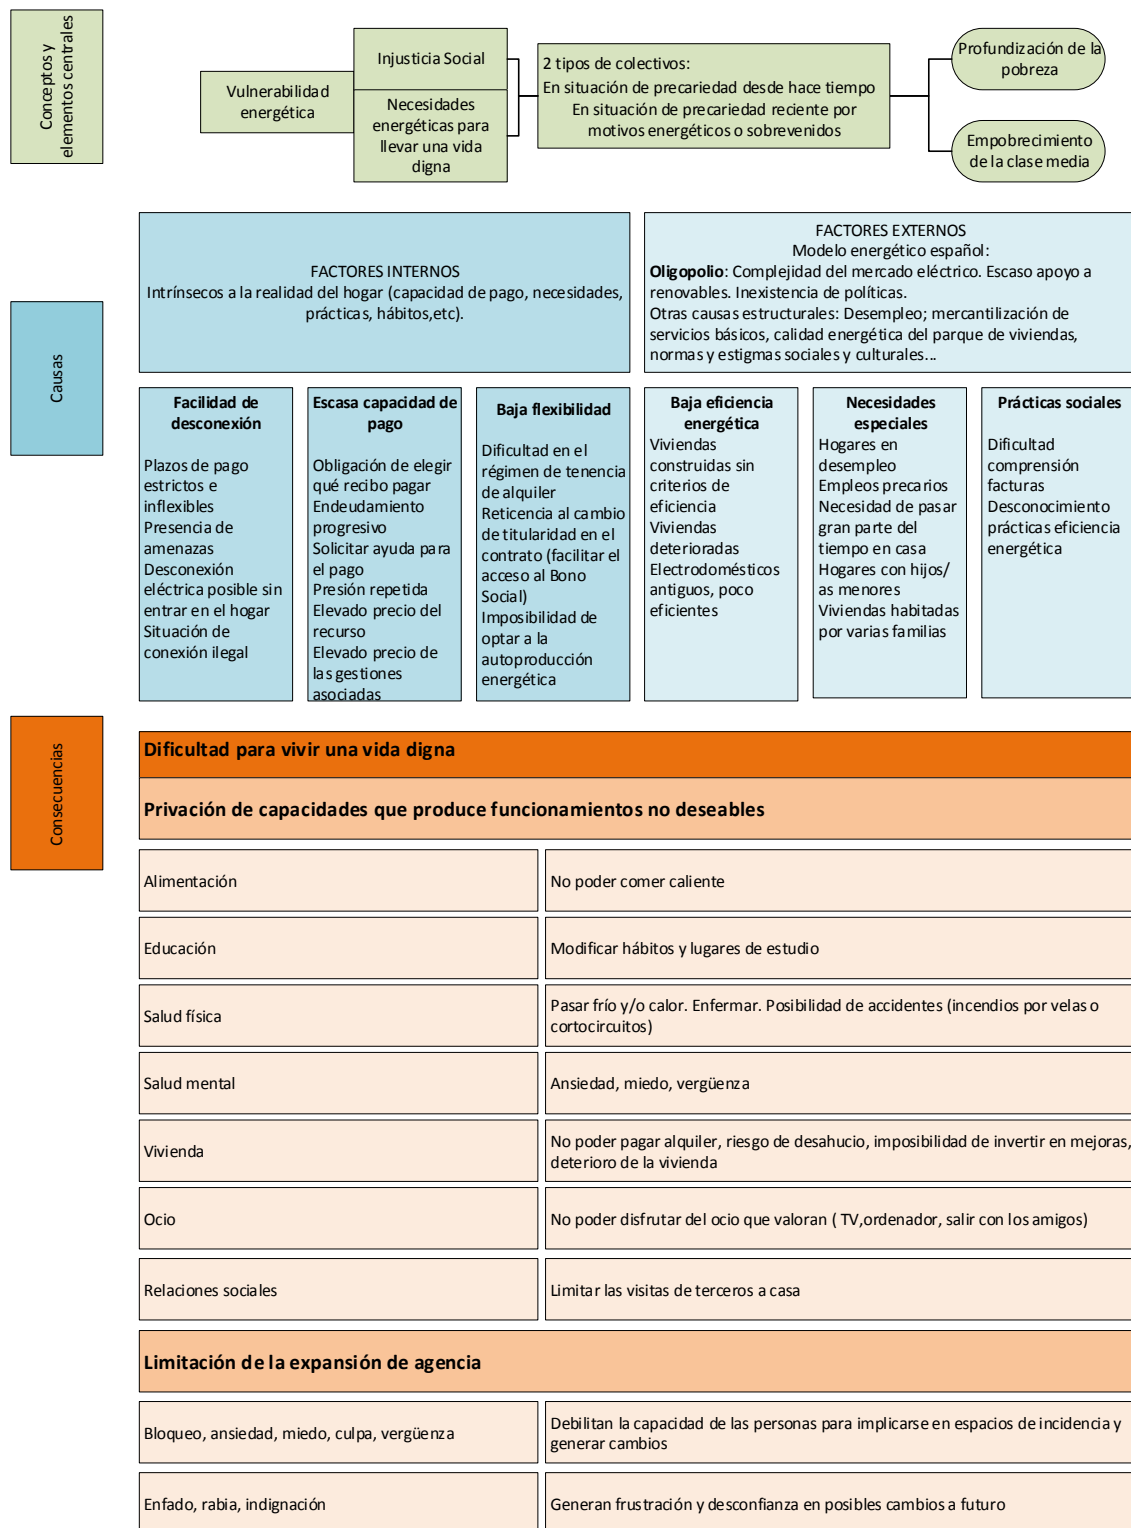 Conceptos y
elementos centrales
Vulnerabilidad
energética
Injusticia Social
Necesidades
energéticas para
llevar una vida
digna
2 tipos de colectivos:
En situación de precariedad desde hace tiempo
En situación de precariedad reciente por
motivos energéticos o sobrevenidos
Profundización de la
pobreza
Empobrecimiento
de la clase media
Causas
FACTORES INTERNOS
Intrínsecos a la realidad del hogar (capacidad de pago, necesidades,
prácticas, hábitos,etc).
FACTORES EXTERNOS
Modelo energético español:
Oligopolio: Complejidad del mercado eléctrico. Escaso apoyo a
renovables. Inexistencia de políticas.
Otras causas estructurales: Desempleo; mercantilización de
servicios básicos, calidad energética del parque de viviendas,
normas y estigmas sociales y culturales...
Facilidad de
desconexión
Plazos de pago
estrictos e
inflexibles
Presencia de
amenazas
Desconexión
eléctrica posible sin
entrar en el hogar
Situación de
conexión ilegal
Escasa capacidad de
pago
Obligación de elegir
qué recibo pagar
Endeudamiento
progresivo
Solicitar ayuda para
el pago
Presión repetida
Elevado precio del
recurso
Elevado precio de
las gestiones
asociadas
Baja flexibilidad
Dificultad en el
régimen de tenencia
de alquiler
Reticencia al cambio
de titularidad en el
contrato (facilitar el
acceso al Bono
Social)
Imposibilidad de
optar a la
autoproducción
energética
Baja eficiencia
energética
Viviendas
construidas sin
criterios de
eficiencia
Viviendas
deterioradas
Electrodomésticos
antiguos, poco
eficientes
Necesidades
especiales
Hogares en
desempleo
Empleos precarios
Necesidad de pasar
gran parte del
tiempo en casa
Hogares con hijos/
as menores
Viviendas habitadas
por varias familias
Prácticas sociales
Dificultad
comprensión
facturas
Desconocimiento
prácticas eficiencia
energética
Consecuencias
Dificultad para vivir una vida digna
Privación de capacidades que produce funcionamientos no deseables
Alimentación
No poder comer caliente
Educación
Modificar hábitos y lugares de estudio
Salud física
Pasar frío y/o calor. Enfermar. Posibilidad de accidentes (incendios por velas o
cortocircuitos)
Salud mental
Ansiedad, miedo, vergüenza
Vivienda
No poder pagar alquiler, riesgo de desahucio, imposibilidad de invertir en mejoras,
deterioro de la vivienda
Ocio
No poder disfrutar del ocio que valoran ( TV,ordenador, salir con los amigos)
Relaciones sociales
Limitar las visitas de terceros a casa
Limitación de la expansión de agencia
Bloqueo, ansiedad, miedo, culpa, vergüenza
Debilitan la capacidad de las personas para implicarse en espacios de incidencia y
generar cambios
Enfado, rabia, indignación
Generan frustración y desconfianza en posibles cambios a futuro